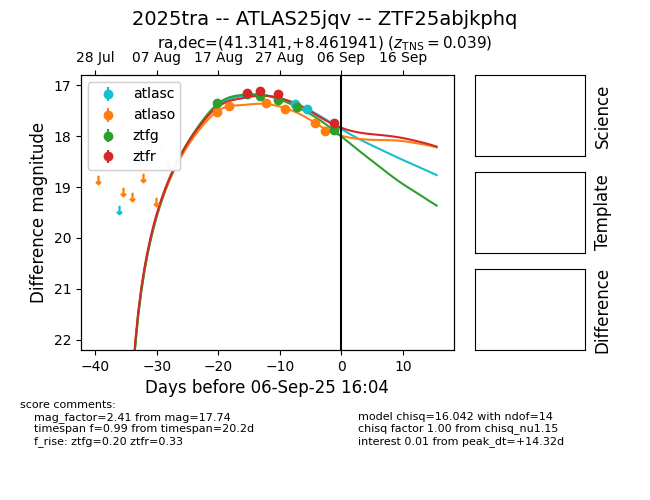 2025tra -- ATLAS25jqv -- ZTF25abjkphq
ra,dec=(41.3141,+8.461941) (z_TNS = 0.039)
28 Jul 07 Aug 17 Aug 27 Aug 06 Sep 16 Sep
atlasc
atlaso
ztfg
ztfr
17
18
19
20
21
22
Difference magnitude
−40 −30 −20 −10 0 10
Days before 06-Sep-25 16:04
Science
Template
Difference
score comments:
mag_factor=2.41 from mag=17.74
timespan f=0.99 from timespan=20.2d
f_rise: ztfg=0.20 ztfr=0.33
model chisq=16.042 with ndof=14
chisq factor 1.00 from chisq_nu1.15
interest 0.01 from peak_dt=+14.32d